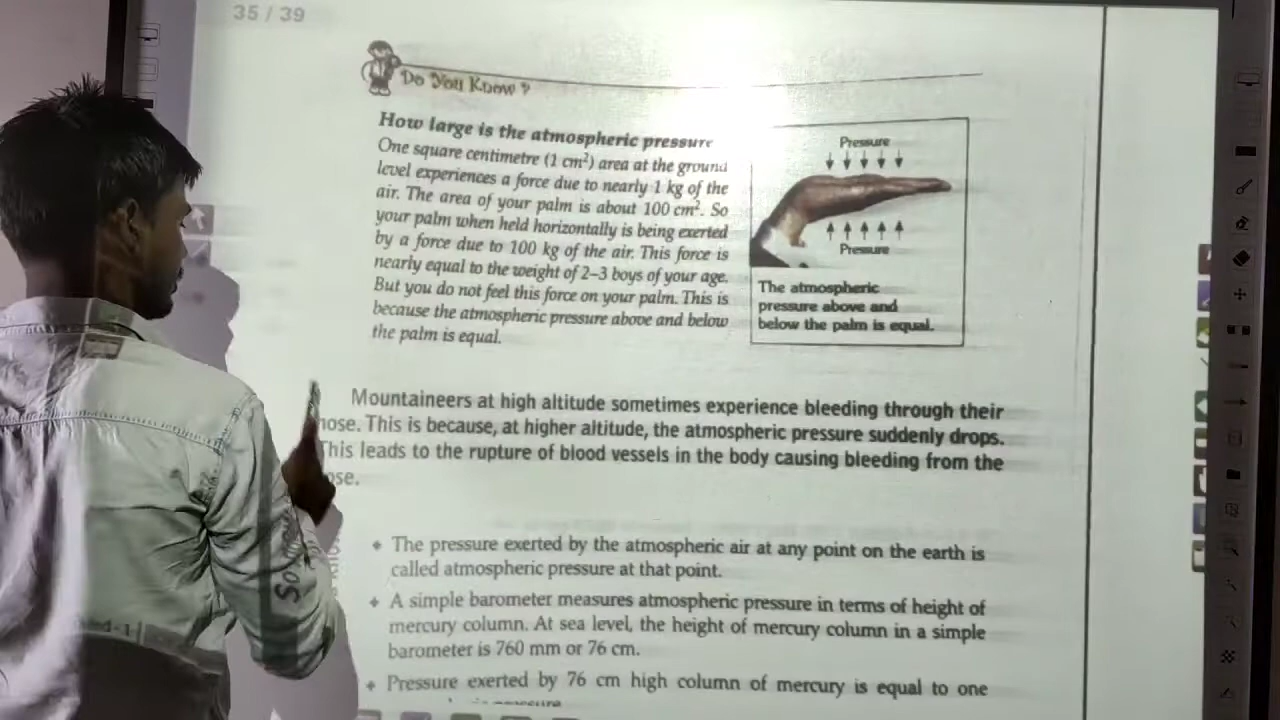 35 / 39
Do You Know ?
How large is the atmospheric pressure
One square centimetre (1 cm²) area at the ground
level experiences a force due to nearly 1 kg of the
air. The area of your palm is about 100 cm². So
your palm when held horizontally is being exerted
by a force due to 100 kg of the air. This force is
nearly equal to the weight of 2–3 boys of your age.
But you do not feel this force on your palm. This is
because the atmospheric pressure above and below
the palm is equal.
Pressure
Pressure
The atmospheric
pressure above and
below the palm is equal.
Mountaineers at high altitude sometimes experience bleeding through their
nose. This is because, at higher altitude, the atmospheric pressure suddenly drops.
This leads to the rupture of blood vessels in the body causing bleeding from the
ose.
The pressure exerted by the atmospheric air at any point on the earth is
called atmospheric pressure at that point.
A simple barometer measures atmospheric pressure in terms of height of
mercury column. At sea level, the height of mercury column in a simple
barometer is 760 mm or 76 cm.
Pressure exerted by 76 cm high column of mercury is equal to one